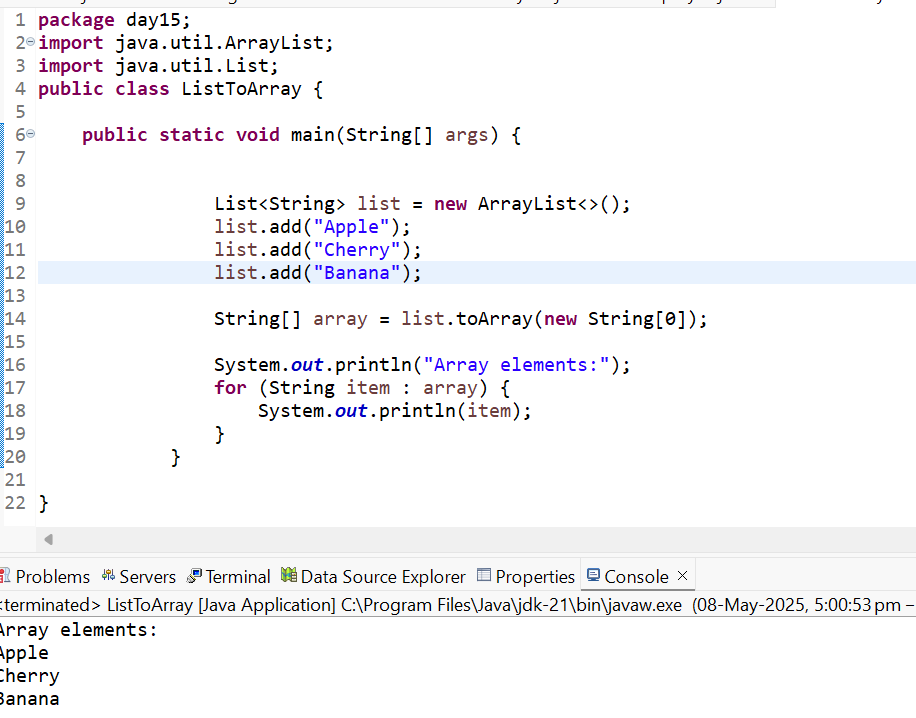 1 package day15;
2 import java.util.ArrayList;
3 import java.util.List;
4 public class ListToArray {
5
6 public static void main(String[] args) {
7
8
9 List<String> list = new ArrayList<>();
10 list.add("Apple");
11 list.add("Cherry");
12 list.add("Banana");
13
14 String[] array = list.toArray(new String[0]);
15
16 System.out.println("Array elements:");
17 for (String item : array) {
18 System.out.println(item);
19 }
20 }
21
22 }
Problems Servers Terminal Data Source Explorer Properties Console
<terminated> ListToArray [Java Application] C:\Program Files\Java\jdk-21\bin\javaw.exe (08-May-2025, 5:00:53 pm –
Array elements:
Apple
Cherry
Banana